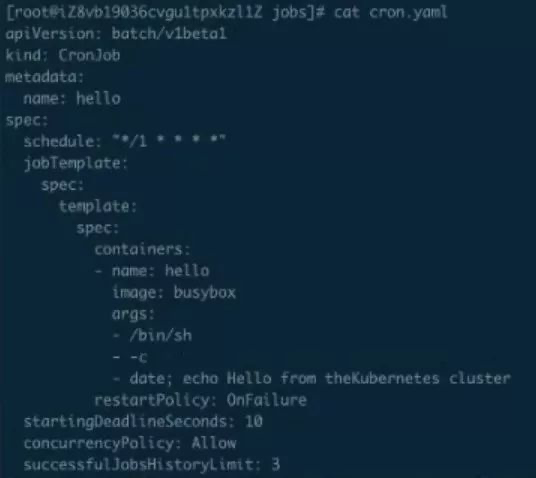 [root@iZ8vb19036cvgu1tpxkzl1Z jobs]# cat cron.yaml
apiVersion: batch/v1beta1
kind: CronJob
metadata:
  name: hello
spec:
  schedule: "*/1 * * * *"
  jobTemplate:
    spec:
      template:
        spec:
          containers:
          - name: hello
            image: busybox
            args:
            - /bin/sh
            - -c
            - date; echo Hello from theKubernetes cluster
          restartPolicy: OnFailure
  startingDeadlineSeconds: 10
  concurrencyPolicy: Allow
  successfulJobsHistoryLimit: 3